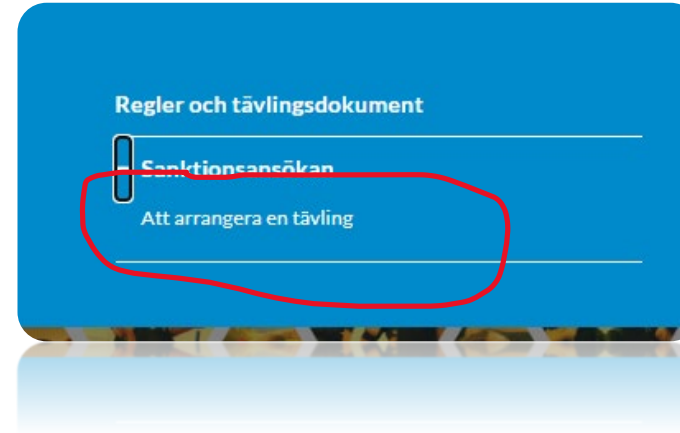 Regler och tävlingsdokument
Sanktionsansökan
Att arrangera en tävling